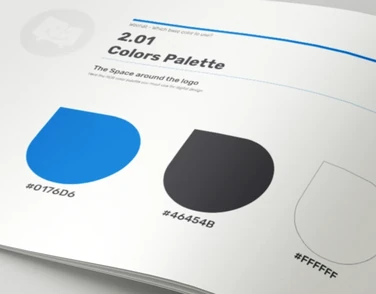 2.01
Colors Palette
The Space around the logo
#0176D6
#46454B
#FFFFFF